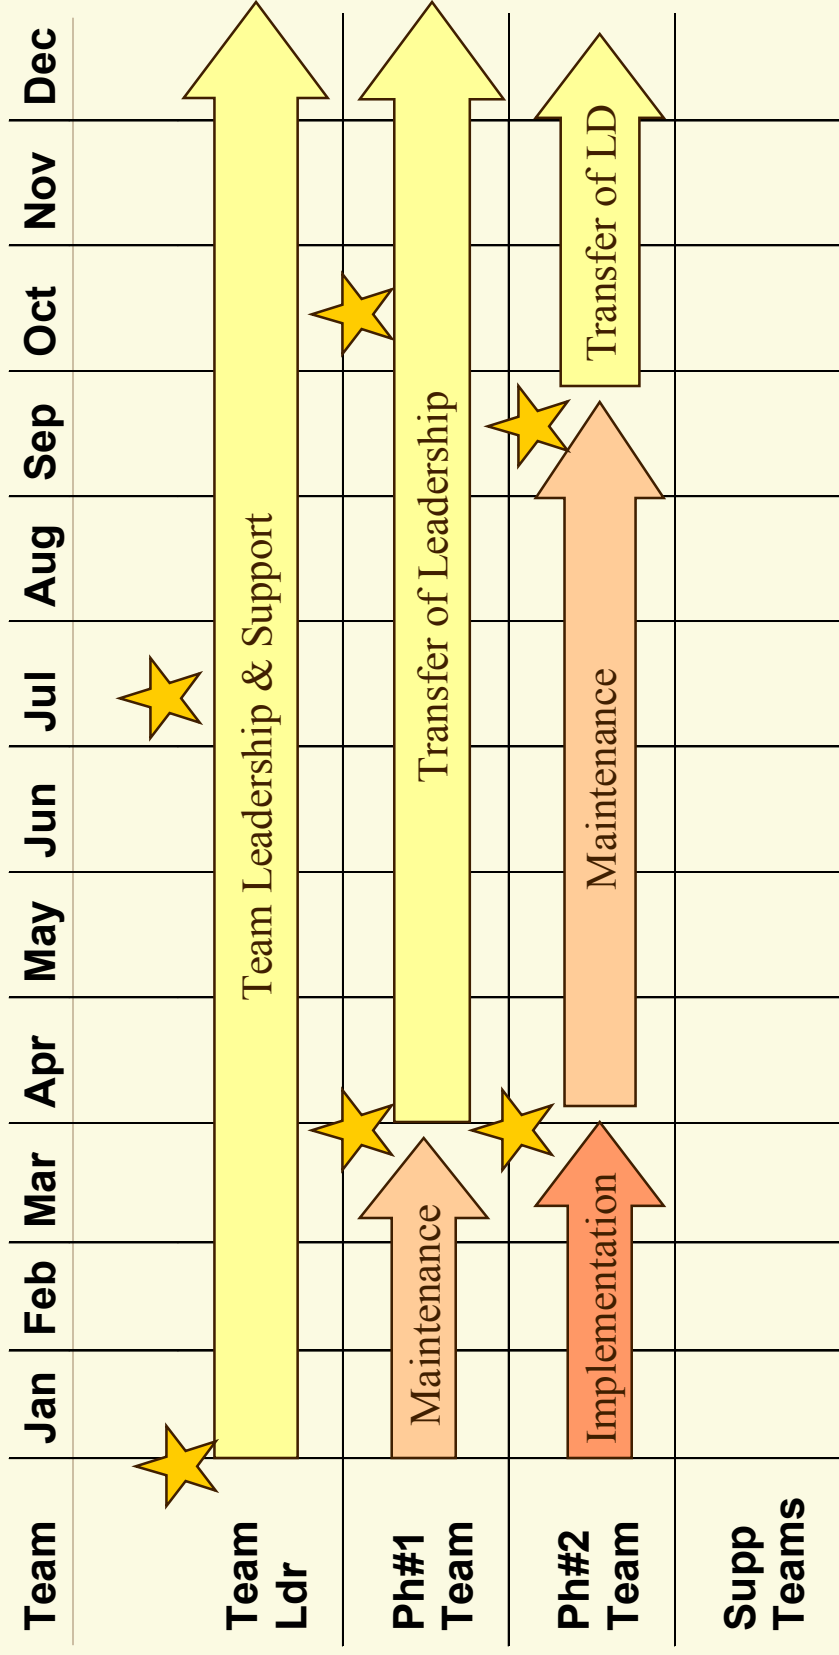 Team
Jan
Feb
Mar
Apr
May
Jun
Jul
Aug
Sep
Oct
Nov
Dec
Team
Ldr
Team Leadership & Support
Ph#1
Team
Maintenance
Transfer of Leadership
Ph#2
Team
Implementation
Maintenance
Transfer of LD
Supp
Teams